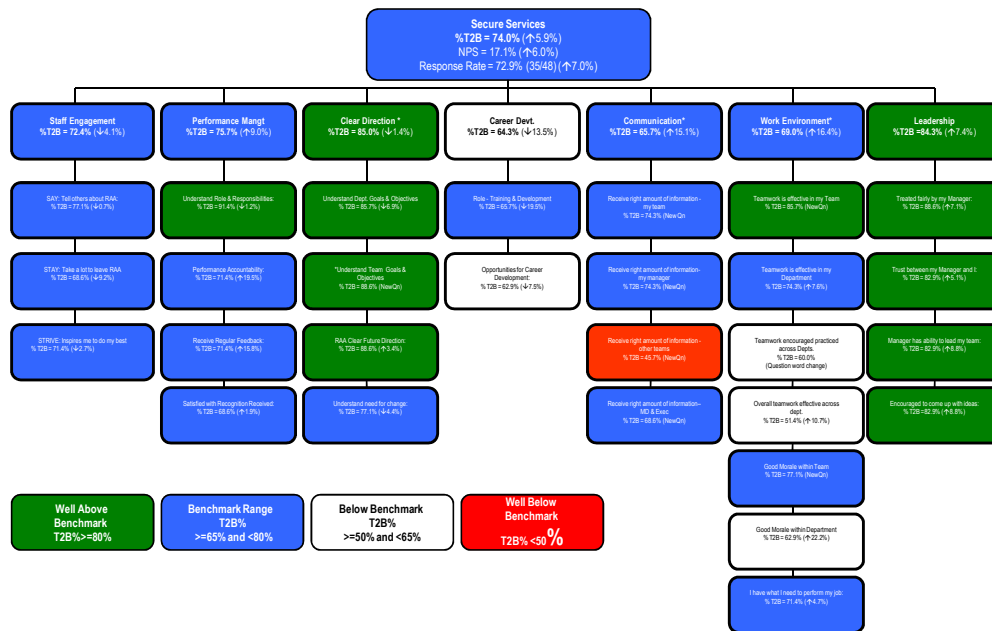 Secure Services
%T2B = 74.0% (↑5.9%)
NPS = 17.1% (↑6.0%)
Response Rate = 72.9% (35/48) (↑7.0%)
Staff Engagement
%T2B = 72.4% (↓4.1%)
Performance Mangt
%T2B = 75.7% (↑9.0%)
Clear Direction *
%T2B = 85.0% (↓1.4%)
Career Devt.
%T2B = 64.3% (↓13.5%)
Communication*
%T2B = 65.7% (↑15.1%)
Work Environment*
%T2B = 69.0% (↑16.4%)
Leadership
%T2B =84.3% (↑7.4%)
SAY: Tell others about RAA:
% T2B = 77.1% (↓0.7%)
STAY: Take a lot to leave RAA
% T2B = 68.6% (↓9.2%)
STRIVE: Inspires me to do my best
% T2B = 71.4% (↓2.7%)
Understand Role & Responsibilities:
% T2B = 91.4% (↓1.2%)
Performance Accountability:
% T2B = 71.4% (↑19.5%)
Receive Regular Feedback:
% T2B = 71.4% (↑15.8%)
Satisfied with Recognition Received:
% T2B = 68.6% (↑1.9%)
Understand Dept. Goals & Objectives
% T2B = 85.7% (↓6.9%)
*Understand Team Goals &
Objectives
% T2B = 88.6% (NewQn)
RAA Clear Future Direction:
% T2B = 88.6% (↑3.4%)
Understand need for change:
% T2B = 77.1% (↓4.4%)
Role - Training & Development
% T2B = 65.7% (↓19.5%)
Opportunities for Career
Development:
% T2B = 62.9% (↓7.5%)
Receive right amount of information -
my team
% T2B = 74.3% (New Qn
Receive right amount of information-
my manager
% T2B = 74.3% (NewQn)
Receive right amount of information -
other teams
% T2B = 45.7% (NewQn)
Receive right amount of information–
MD & Exec
% T2B = 68.6% (NewQn)
Teamwork is effective in my Team
% T2B = 85.7% (NewQn)
Teamwork is effective in my
Department
% T2B = 74.3% (↑7.6%)
Teamwork encouraged practiced
across Depts.
% T2B = 60.0%
(Question word change)
Overall teamwork effective across
dept.
% T2B = 51.4% (↑10.7%)
Good Morale within Team
% T2B = 77.1% (NewQn)
Good Morale within Department
% T2B = 62.9% (↑22.2%)
I have what I need to perform my job:
% T2B = 71.4% (↑4.7%)
Treated fairly by my Manager:
% T2B = 88.6% (↑7.1%)
Trust between my Manager and I:
% T2B = 82.9% (↑5.1%)
Manager has ability to lead my team:
% T2B = 82.9% (↑8.8%)
Encouraged to come up with ideas:
% T2B = 82.9% (↑8.8%)
Well Above
Benchmark
T2B%>=80%
Benchmark Range
T2B%
>=65% and <80%
Below Benchmark
T2B%
>=50% and <65%
Well Below
Benchmark
T2B% <50%